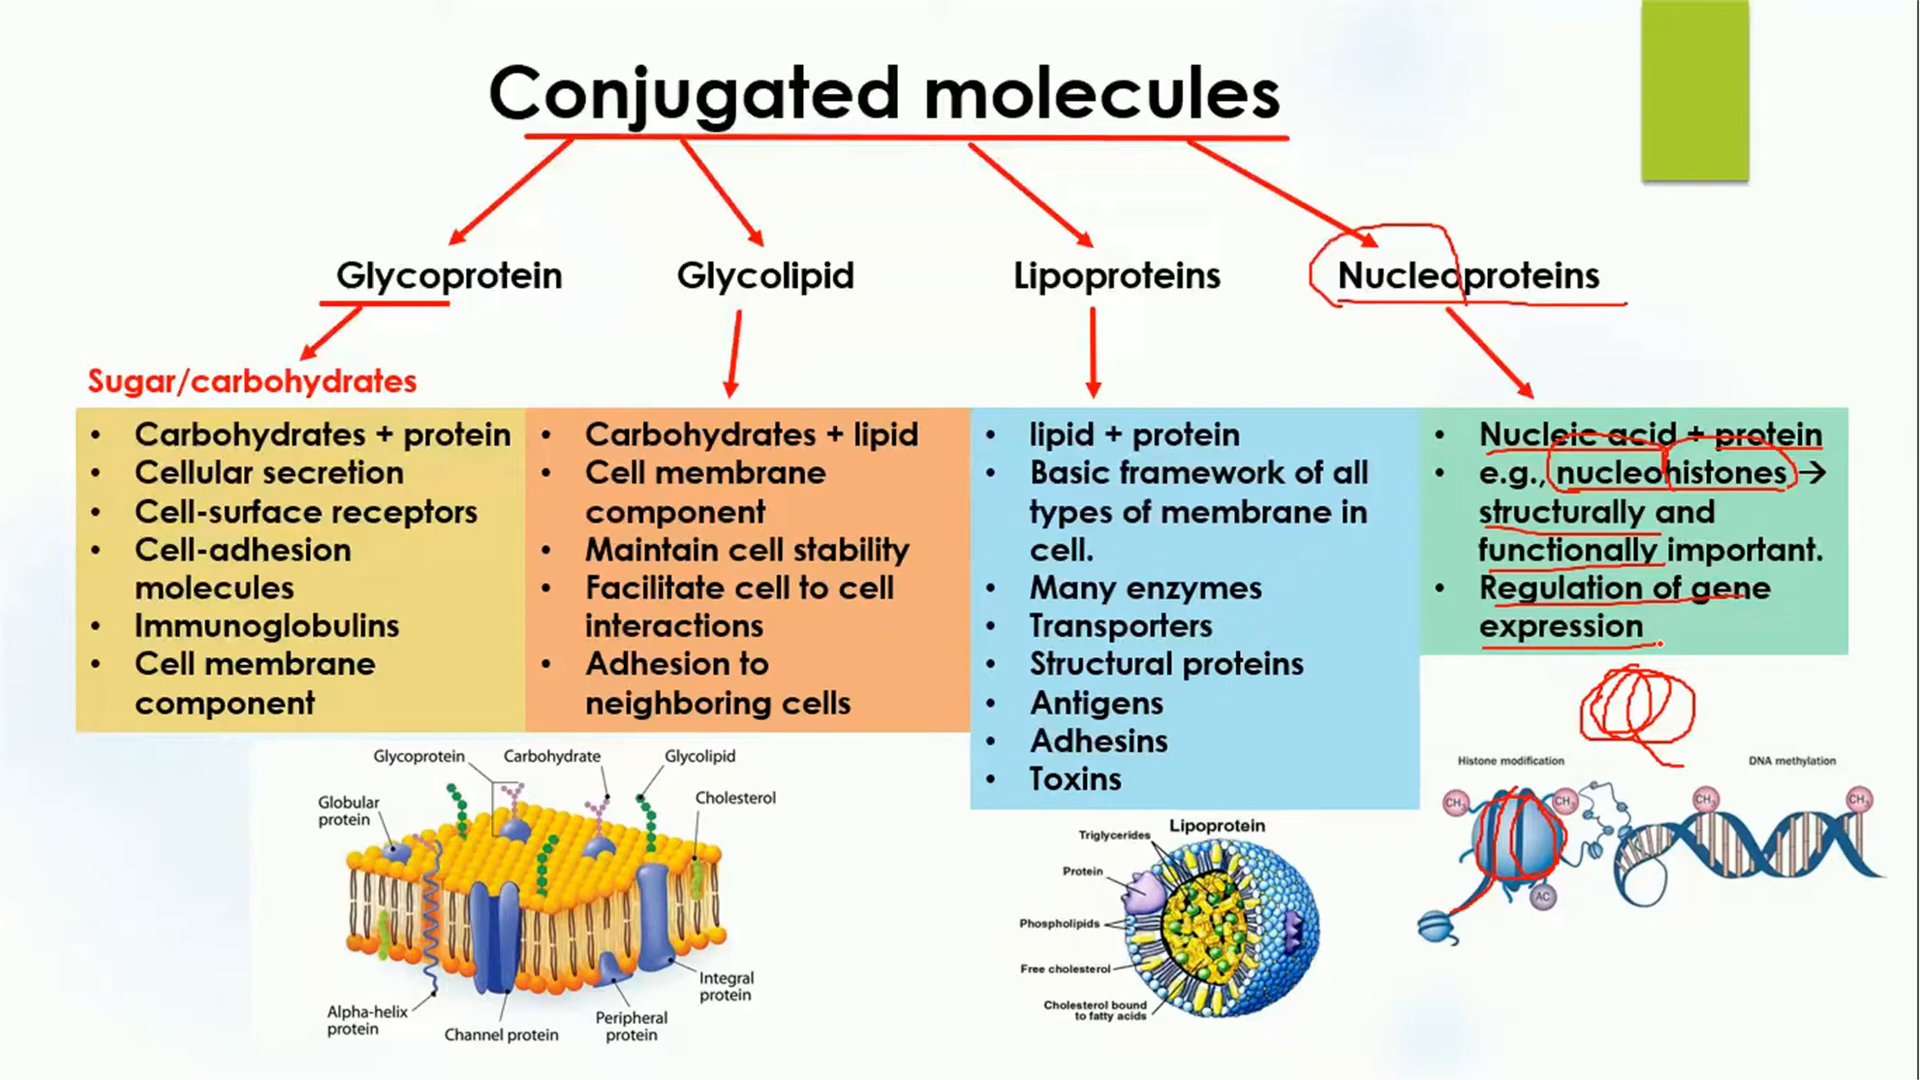 Conjugated molecules
Glycoprotein
Glycolipid
Lipoproteins
Nucleoproteins
Sugar/carbohydrates
• Carbohydrates + protein
• Cellular secretion
• Cell-surface receptors
• Cell-adhesion
molecules
• Immunoglobulins
• Cell membrane
component
• Carbohydrates + lipid
• Cell membrane
component
• Maintain cell stability
• Facilitate cell to cell
interactions
• Adhesion to
neighboring cells
• lipid + protein
• Basic framework of all
types of membrane in
cell.
• Many enzymes
• Transporters
• Structural proteins
• Antigens
• Adhesins
• Toxins
• Nucleic acid + protein
• e.g., nucleohistones →
structurally and
functionally important.
• Regulation of gene
expression
Glycoprotein
Carbohydrate
Glycolipid
Globular
protein
Cholesterol
Alpha-helix
protein
Channel protein
Peripheral
protein
Integral
protein
Lipoprotein
Triglycerides
Protein
Phospholipids
Free cholesterol
Cholesterol bound
to fatty acids
Histone modification
DNA methylation
CH3
CH3
CH3
CH3
AC